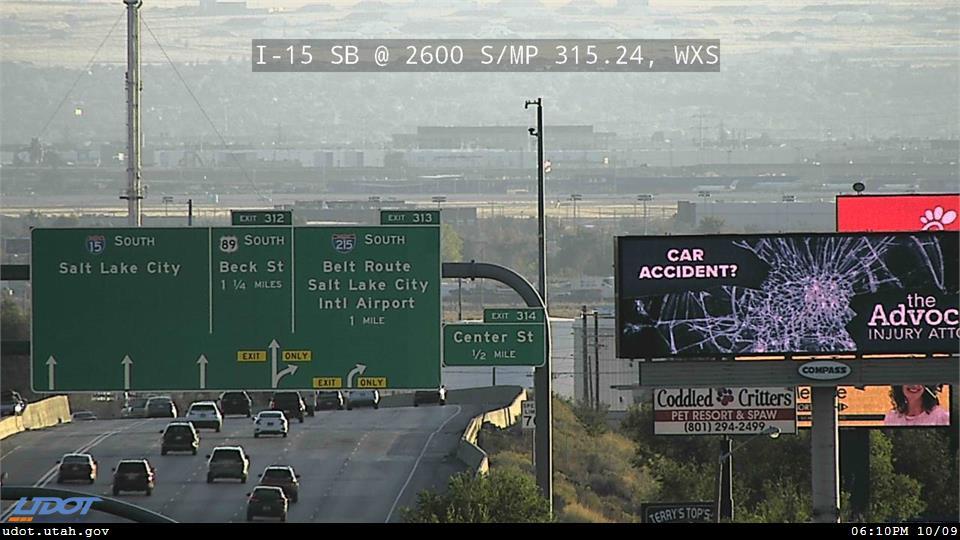 I-15 SB @ 2600 S/MP 315.24, WXS
EXIT 312
EXIT 313
15 SOUTH
Salt Lake City
89 SOUTH
Beck St
1 ¼ MILES
215 SOUTH
Belt Route
Salt Lake City
Intl Airport
1 MILE
EXIT ONLY
EXIT ONLY
EXIT 314
Center St
½ MILE
CAR
ACCIDENT?
the
Advoc
INJURY ATTO
COMPASS
Coddled Critters
PET RESORT & SPAW
(801) 294-2499
TERRY'S TOP'S
UDOT
udot.utah.gov
06:10PM 10/09